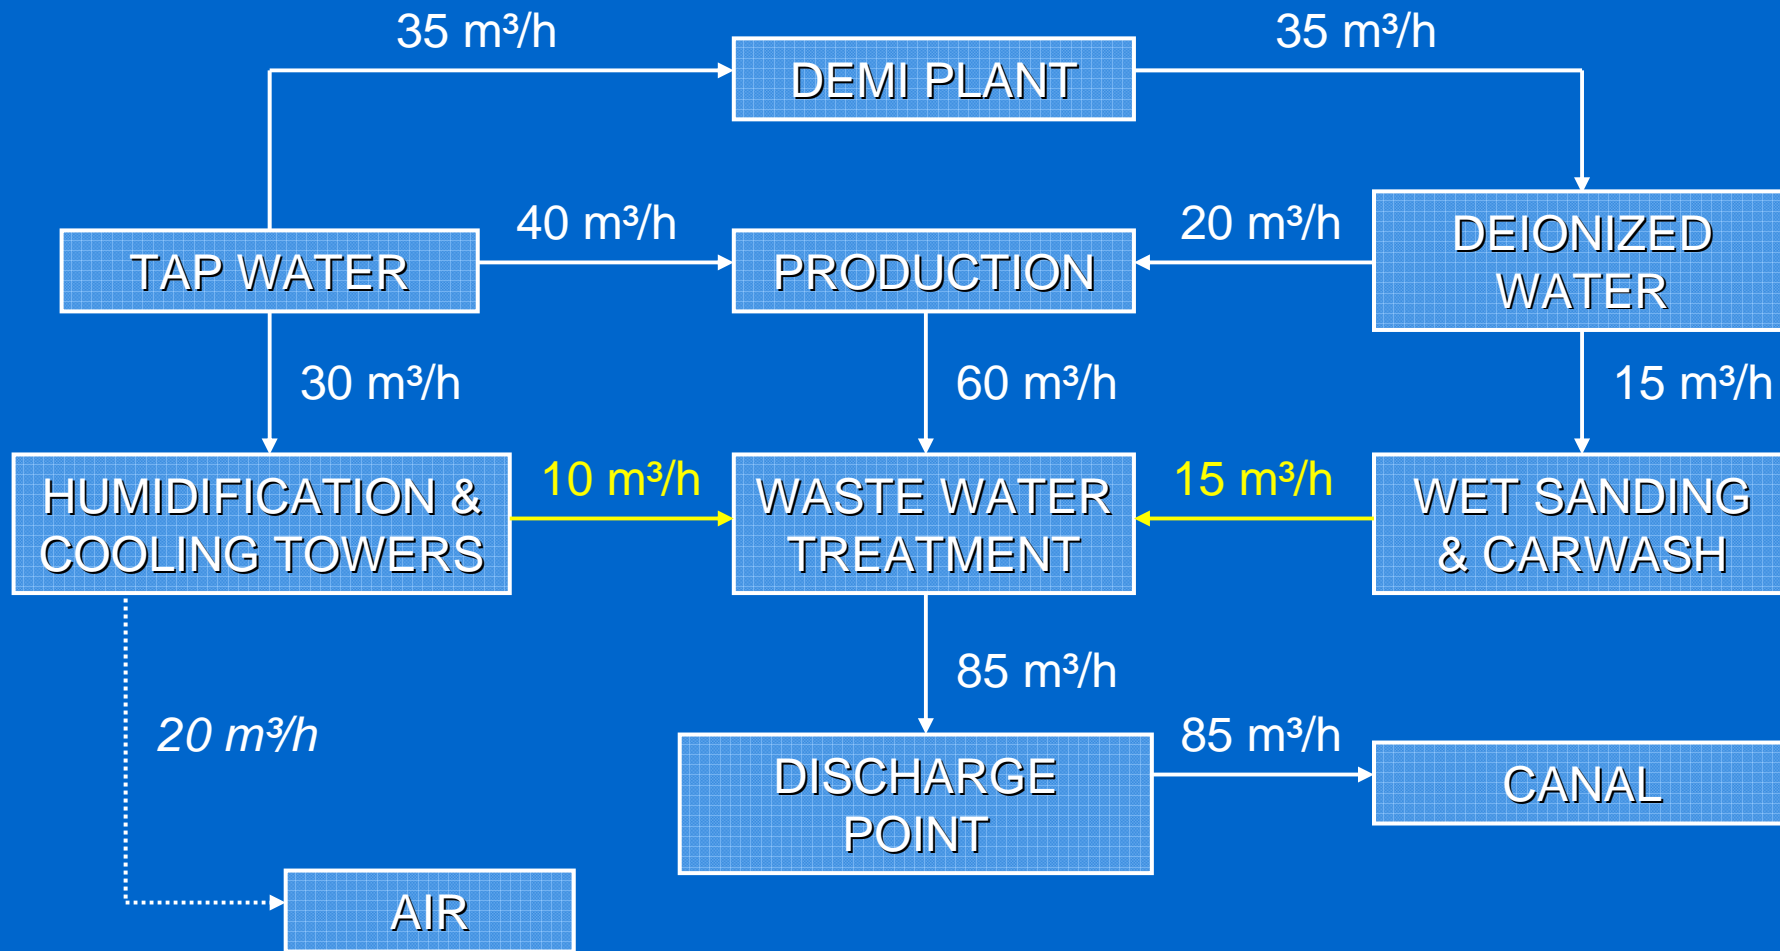 35 m³/h
35 m³/h
DEMI PLANT
40 m³/h
20 m³/h
TAP WATER
PRODUCTION
DEIONIZED
WATER
30 m³/h
60 m³/h
15 m³/h
10 m³/h
15 m³/h
HUMIDIFICATION &
COOLING TOWERS
WASTE WATER
TREATMENT
WET SANDING
& CARWASH
85 m³/h
20 m³/h
85 m³/h
DISCHARGE
POINT
CANAL
AIR